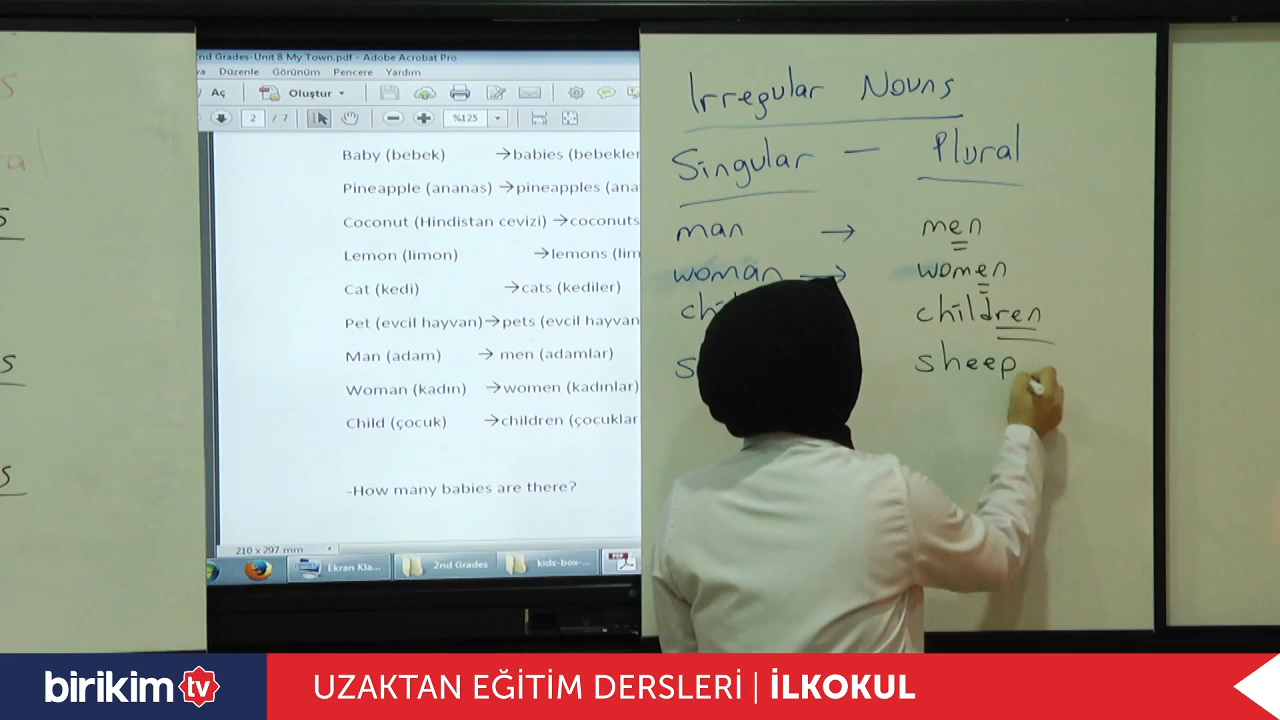 nd Grades-Unit 8 My Town.pdf - Adobe Acrobat Pro
Düzenle Görünüm Pencere Yardım
Aç Oluştur
2 / 7 %125
Baby (bebek) →babies (bebekler
Pineapple (ananas) →pineapples (ana
Coconut (Hindistan cevizi) →coconuts
Lemon (limon) →lemons (lim
Cat (kedi) →cats (kediler)
Pet (evcil hayvan)→pets (evcil hayvan
Man (adam) → men (adamlar)
Woman (kadın) →women (kadınlar)
Child (çocuk) →children (çocuklar
-How many babies are there?
210 x 297 mm
Ekran Kla... 2nd Grades kids-box-...
Irregular Nouns
Singular — Plural
man → men
woman → women
chi children
s sheep
birikim tv
UZAKTAN EĞİTİM DERSLERİ | İLKOKUL